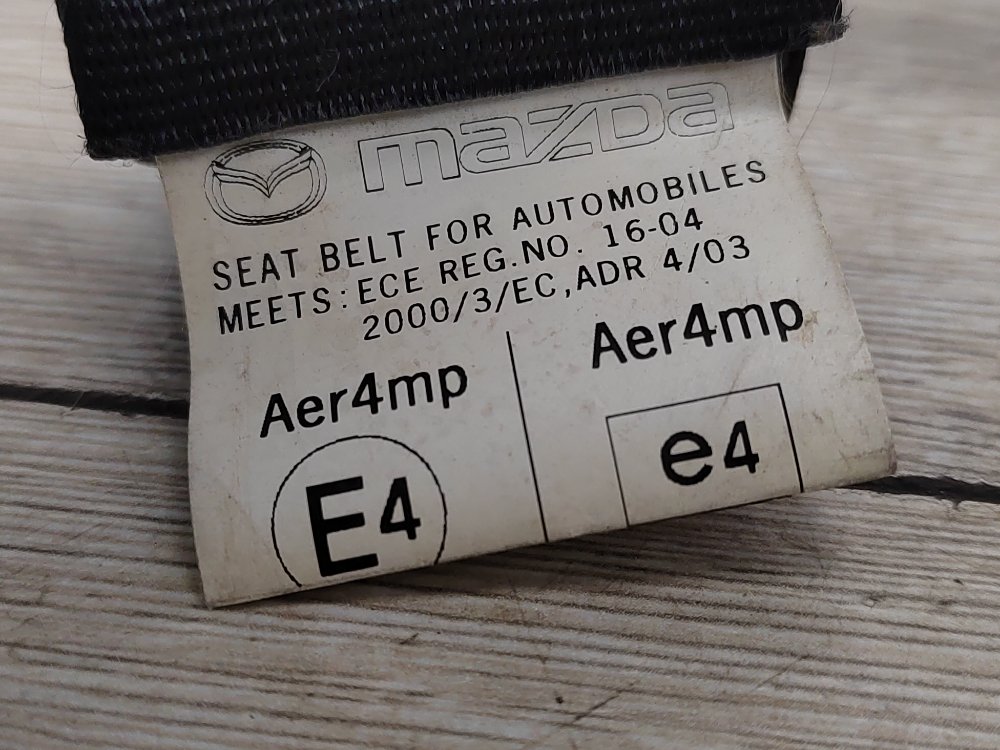 mazda
SEAT BELT FOR AUTOMOBILES
MEETS:ECE REG.NO. 16-04
2000/3/EC,ADR 4/03
Aer4mp
E4
Aer4mp
e4